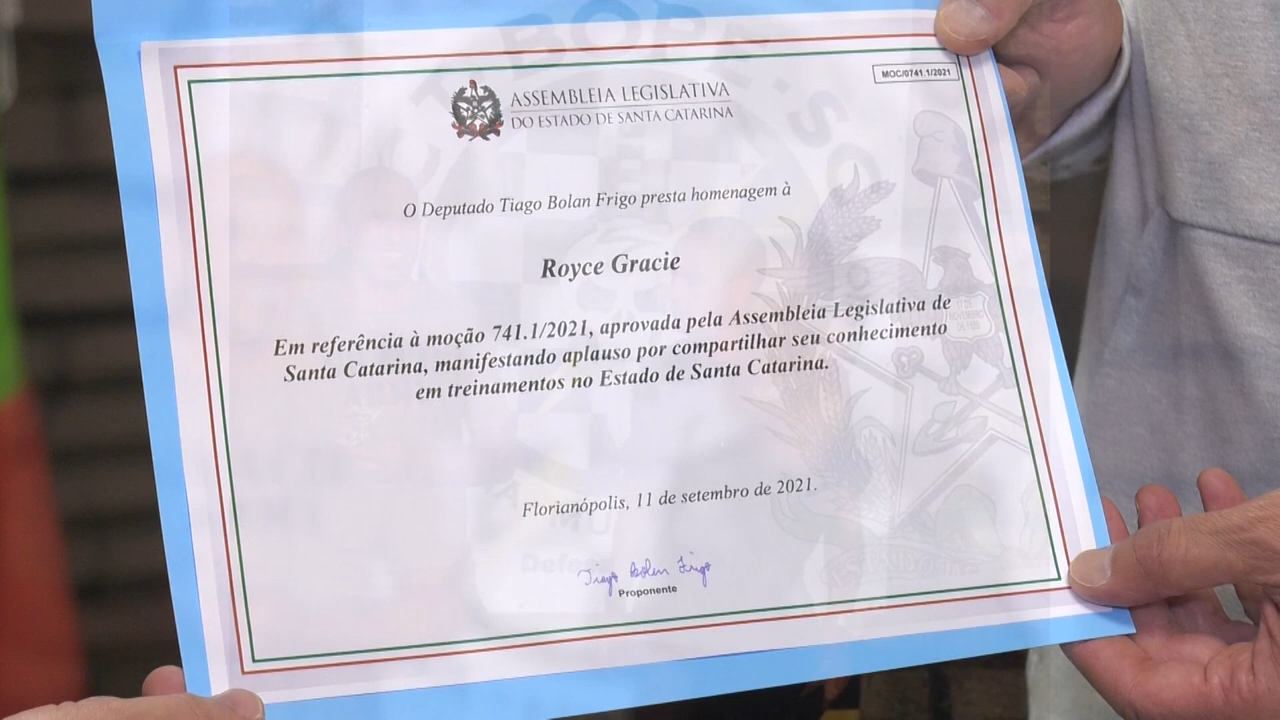 MOC/0741.1/2021
ASSEMBLEIA LEGISLATIVA
DO ESTADO DE SANTA CATARINA
O Deputado Tiago Bolan Frigo presta homenagem à
Royce Gracie
Em referência à moção 741.1/2021, aprovada pela Assembleia Legislativa de
Santa Catarina, manifestando aplauso por compartilhar seu conhecimento
em treinamentos no Estado de Santa Catarina.
Florianópolis, 11 de setembro de 2021.
Tiago Bolan Frigo
Proponente